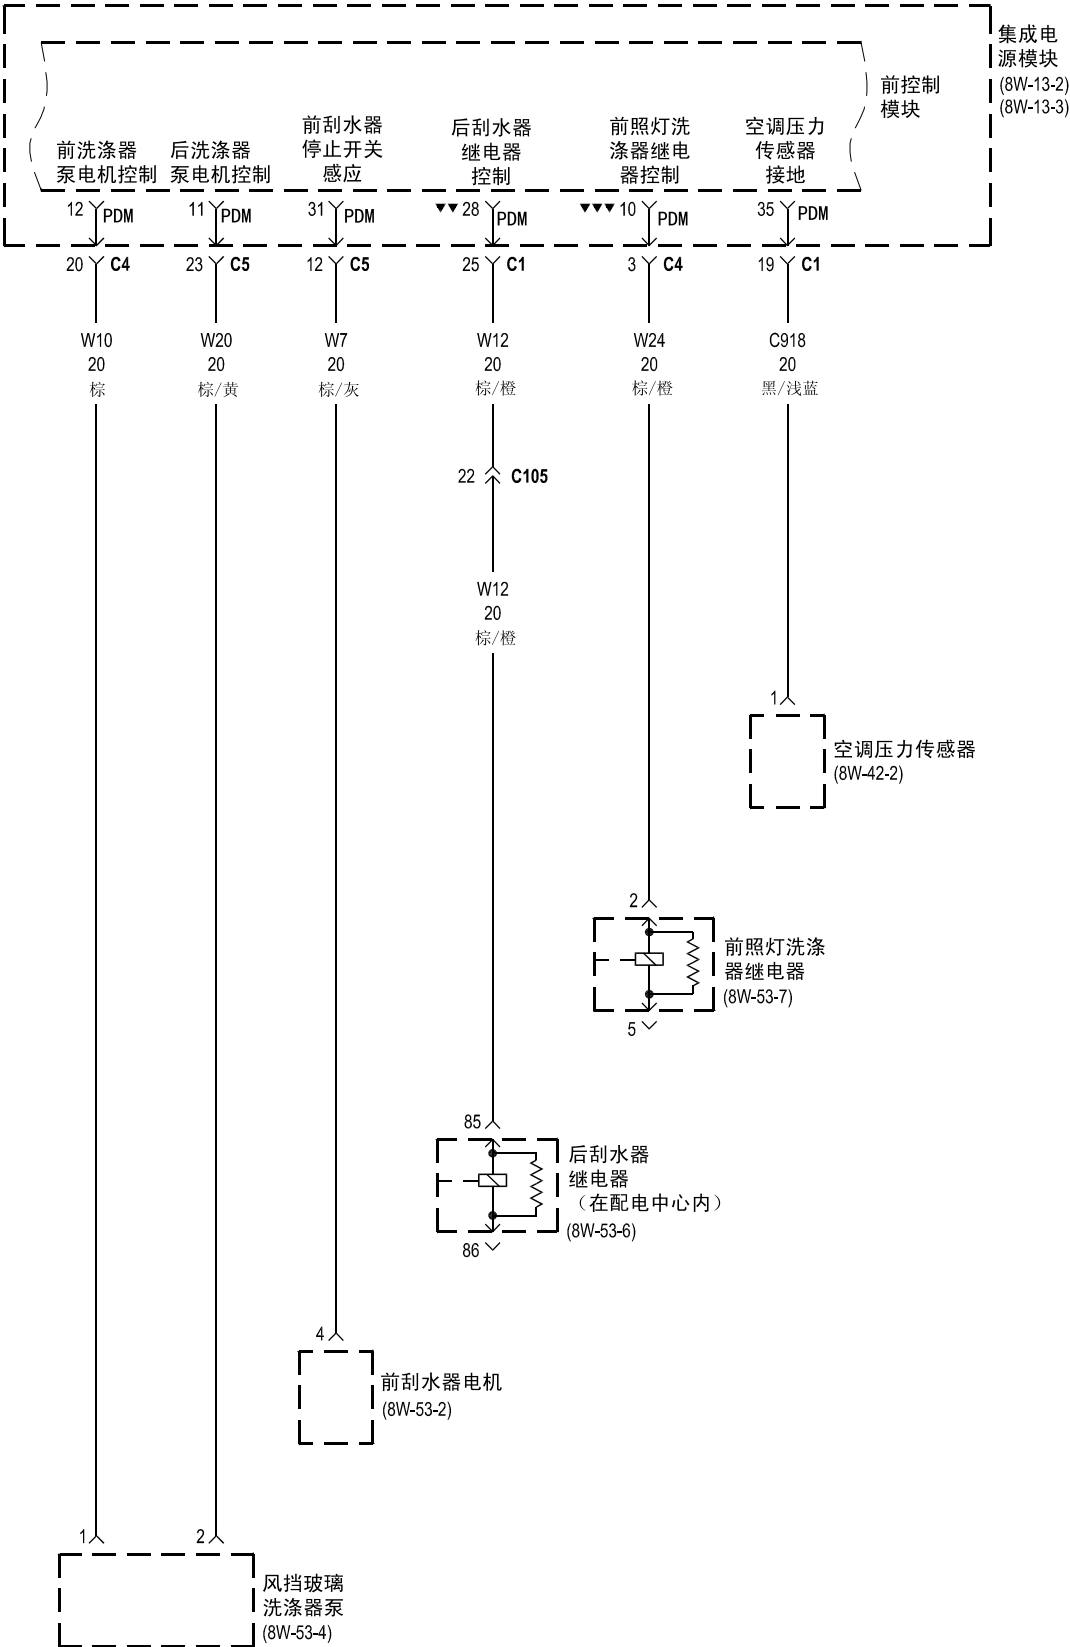 集成电
源模块
(8W-13-2)
(8W-13-3)
前控制
模块
前洗涤器
泵电机控制
后洗涤器
泵电机控制
前刮水器
停止开关
感应
后刮水器
继电器
控制
前照灯洗
涤器继电
器控制
空调压力
传感器
接地
12 PDM
11 PDM
31 PDM
▼▼ 28 PDM
▼▼▼ 10 PDM
35 PDM
20 C4
23 C5
12 C5
25 C1
3 C4
19 C1
W10
20
棕
W20
20
棕/黄
W7
20
棕/灰
W12
20
棕/橙
W24
20
棕/橙
C918
20
黑/浅蓝
22 C105
W12
20
棕/橙
1
空调压力传感器
(8W-42-2)
2
前照灯洗涤
器继电器
(8W-53-7)
5
85
后刮水器
继电器
（在配电中心内）
(8W-53-6)
86
4
前刮水器电机
(8W-53-2)
1
2
风挡玻璃
洗涤器泵
(8W-53-4)